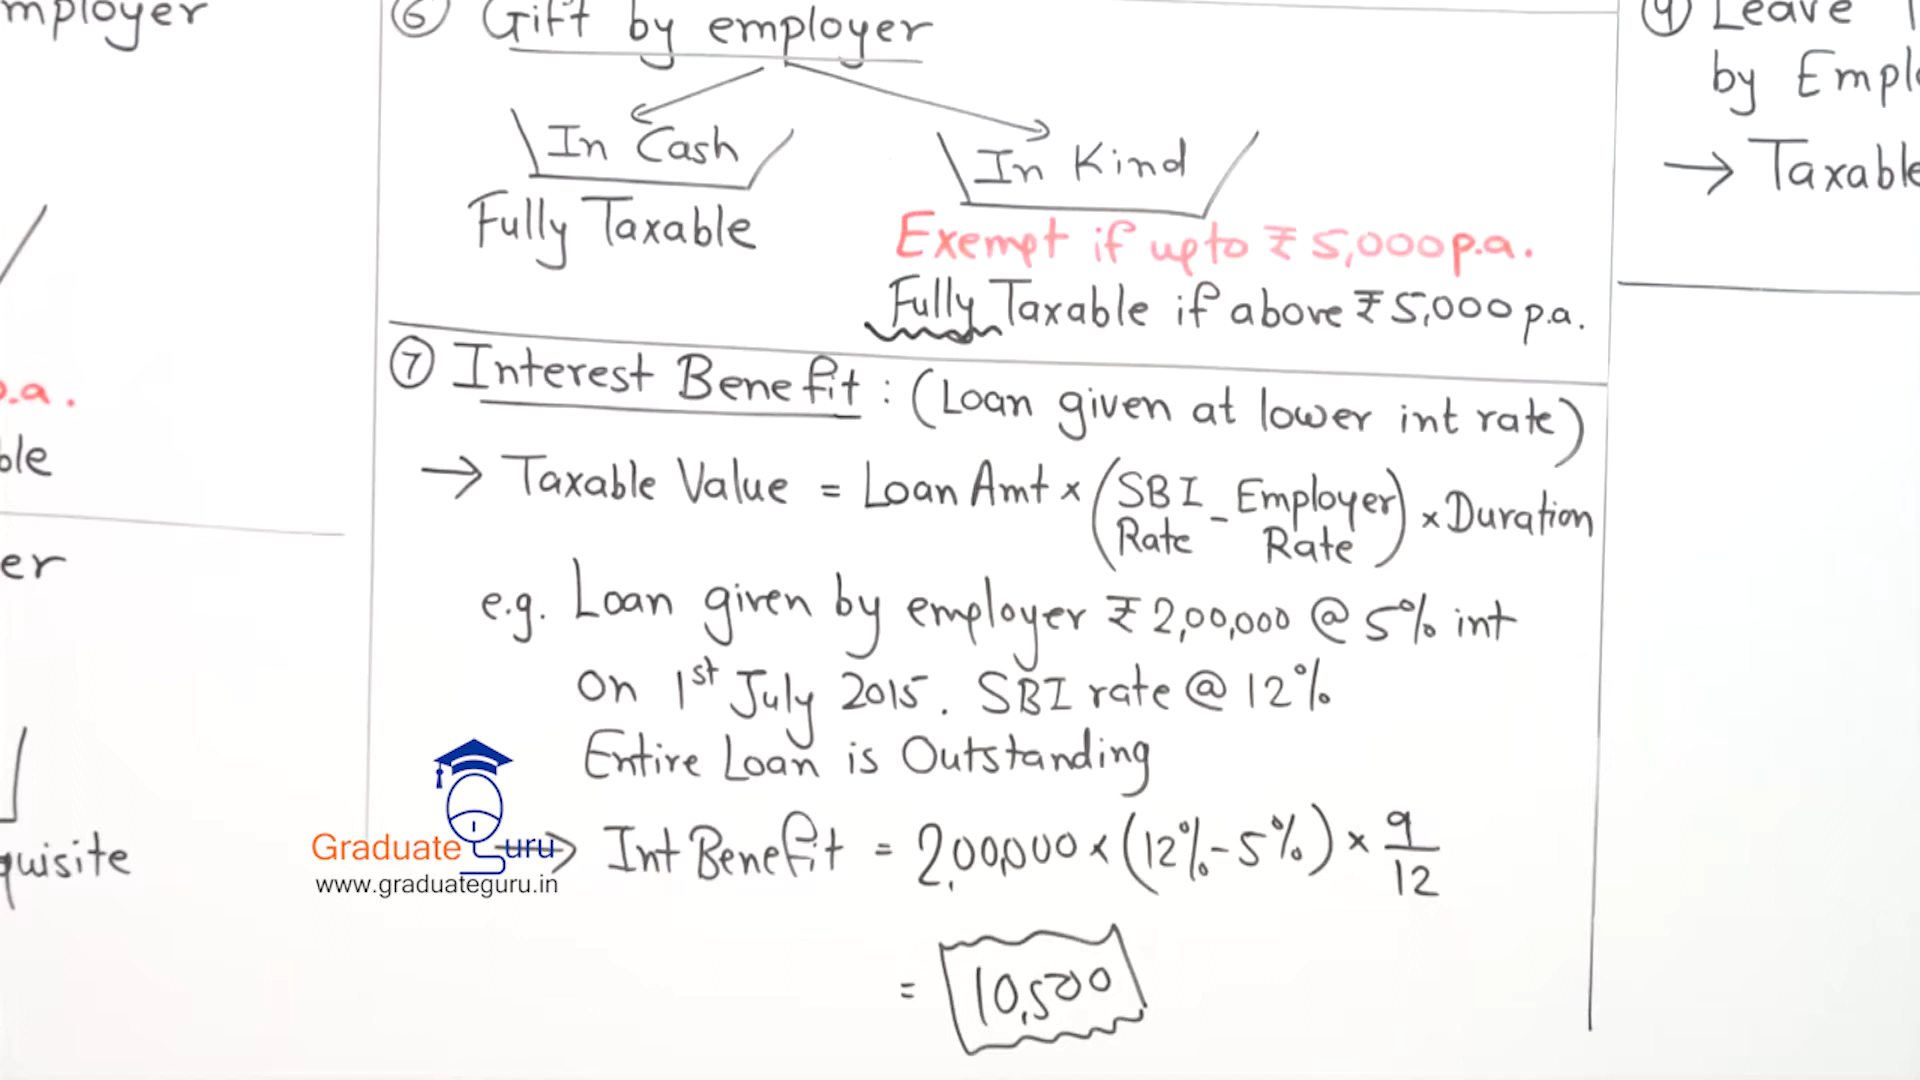 mployer
.a.
ble
er
quisite
⑥ Gift by employer
In Cash
In Kind
Fully Taxable
Exempt if upto ₹ 5,000 p.a.
Fully Taxable if above ₹ 5,000 p.a.
⑦ Interest Benefit : (Loan given at lower int rate)
→ Taxable Value = Loan Amt × (SBI Rate - Employer Rate) × Duration
e.g. Loan given by employer ₹ 2,00,000 @ 5% int
on 1st July 2015. SBI rate @ 12%
Entire Loan is Outstanding
→ Int Benefit = 2,00,000 × (12% - 5%) × 9/12
= 10,500
Graduate Guru
www.graduateguru.in
⑨ Leave
by Empl
→ Taxable